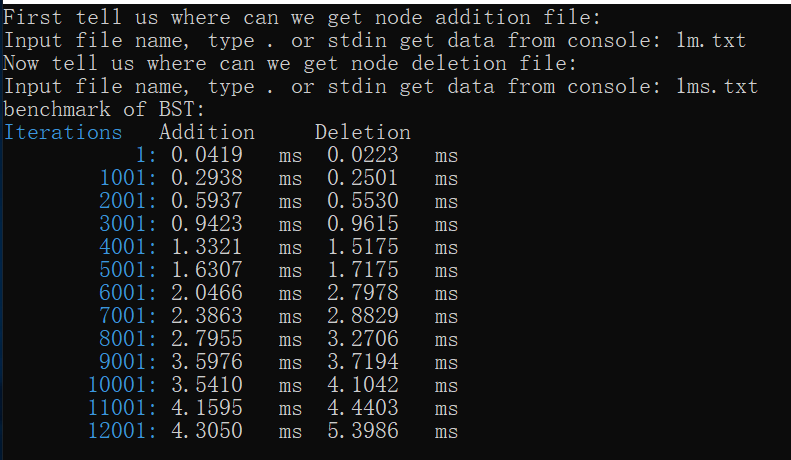 First tell us where can we get node addition file:
Input file name, type . or stdin get data from console: 1m.txt
Now tell us where can we get node deletion file:
Input file name, type . or stdin get data from console: 1ms.txt
benchmark of BST:
Iterations Addition Deletion
1: 0.0419 ms 0.0223 ms
1001: 0.2938 ms 0.2501 ms
2001: 0.5937 ms 0.5530 ms
3001: 0.9423 ms 0.9615 ms
4001: 1.3321 ms 1.5175 ms
5001: 1.6307 ms 1.7175 ms
6001: 2.0466 ms 2.7978 ms
7001: 2.3863 ms 2.8829 ms
8001: 2.7955 ms 3.2706 ms
9001: 3.5976 ms 3.7194 ms
10001: 3.5410 ms 4.1042 ms
11001: 4.1595 ms 4.4403 ms
12001: 4.3050 ms 5.3986 ms